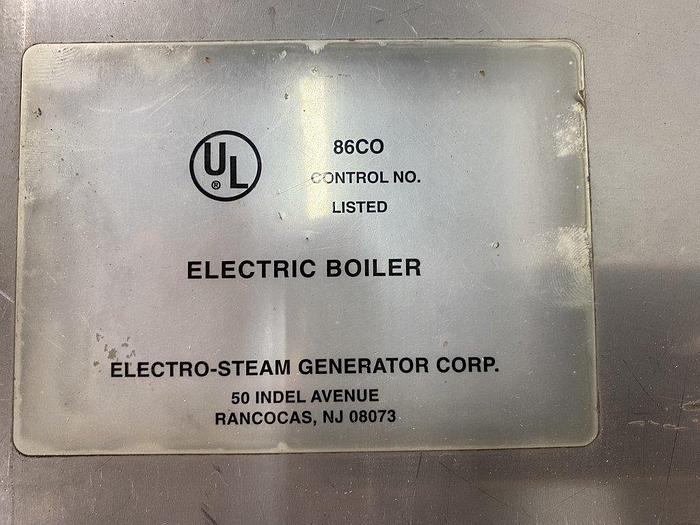 UL ®
86CO
CONTROL NO.
LISTED
ELECTRIC BOILER
ELECTRO-STEAM GENERATOR CORP.
50 INDEL AVENUE
RANCOCAS, NJ 08073